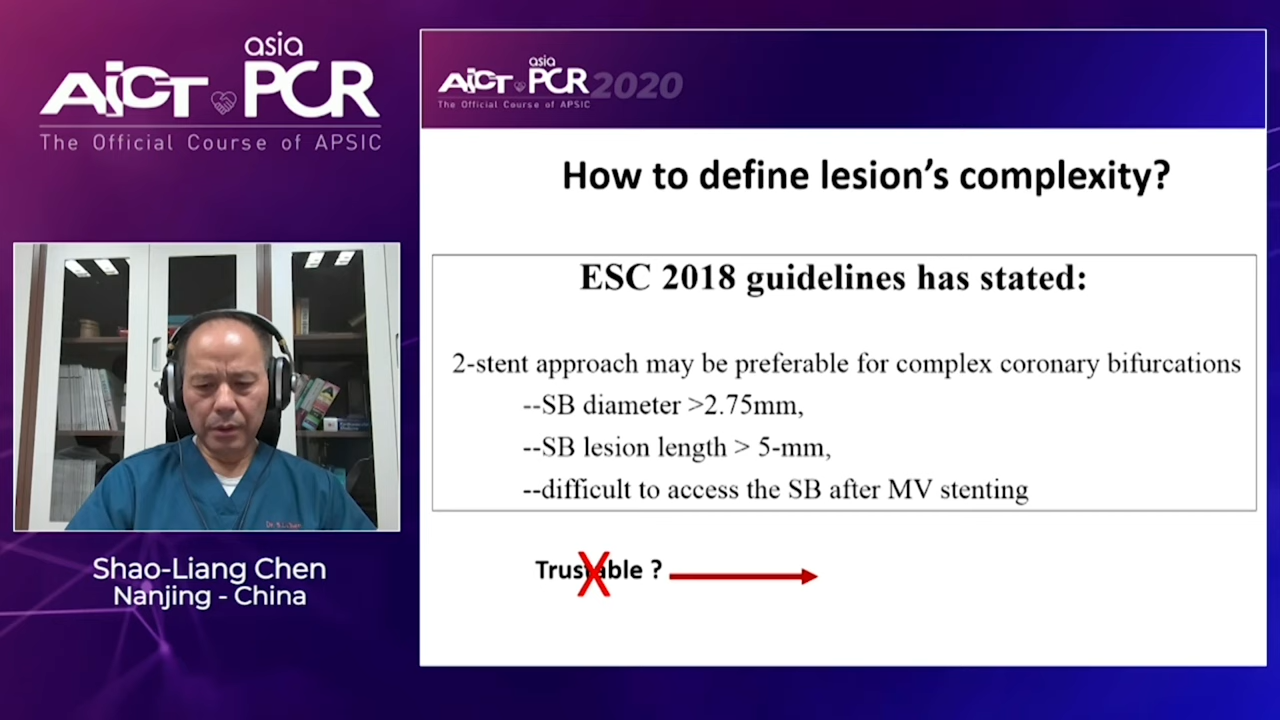 asia
AICT PCR
The Official Course of APSIC
asia
AICT PCR 2020
The Official Course of APSIC
How to define lesion's complexity?
ESC 2018 guidelines has stated:
2-stent approach may be preferable for complex coronary bifurcations
--SB diameter >2.75mm,
--SB lesion length > 5-mm,
--difficult to access the SB after MV stenting
Trustable ?
Shao-Liang Chen
Nanjing - China